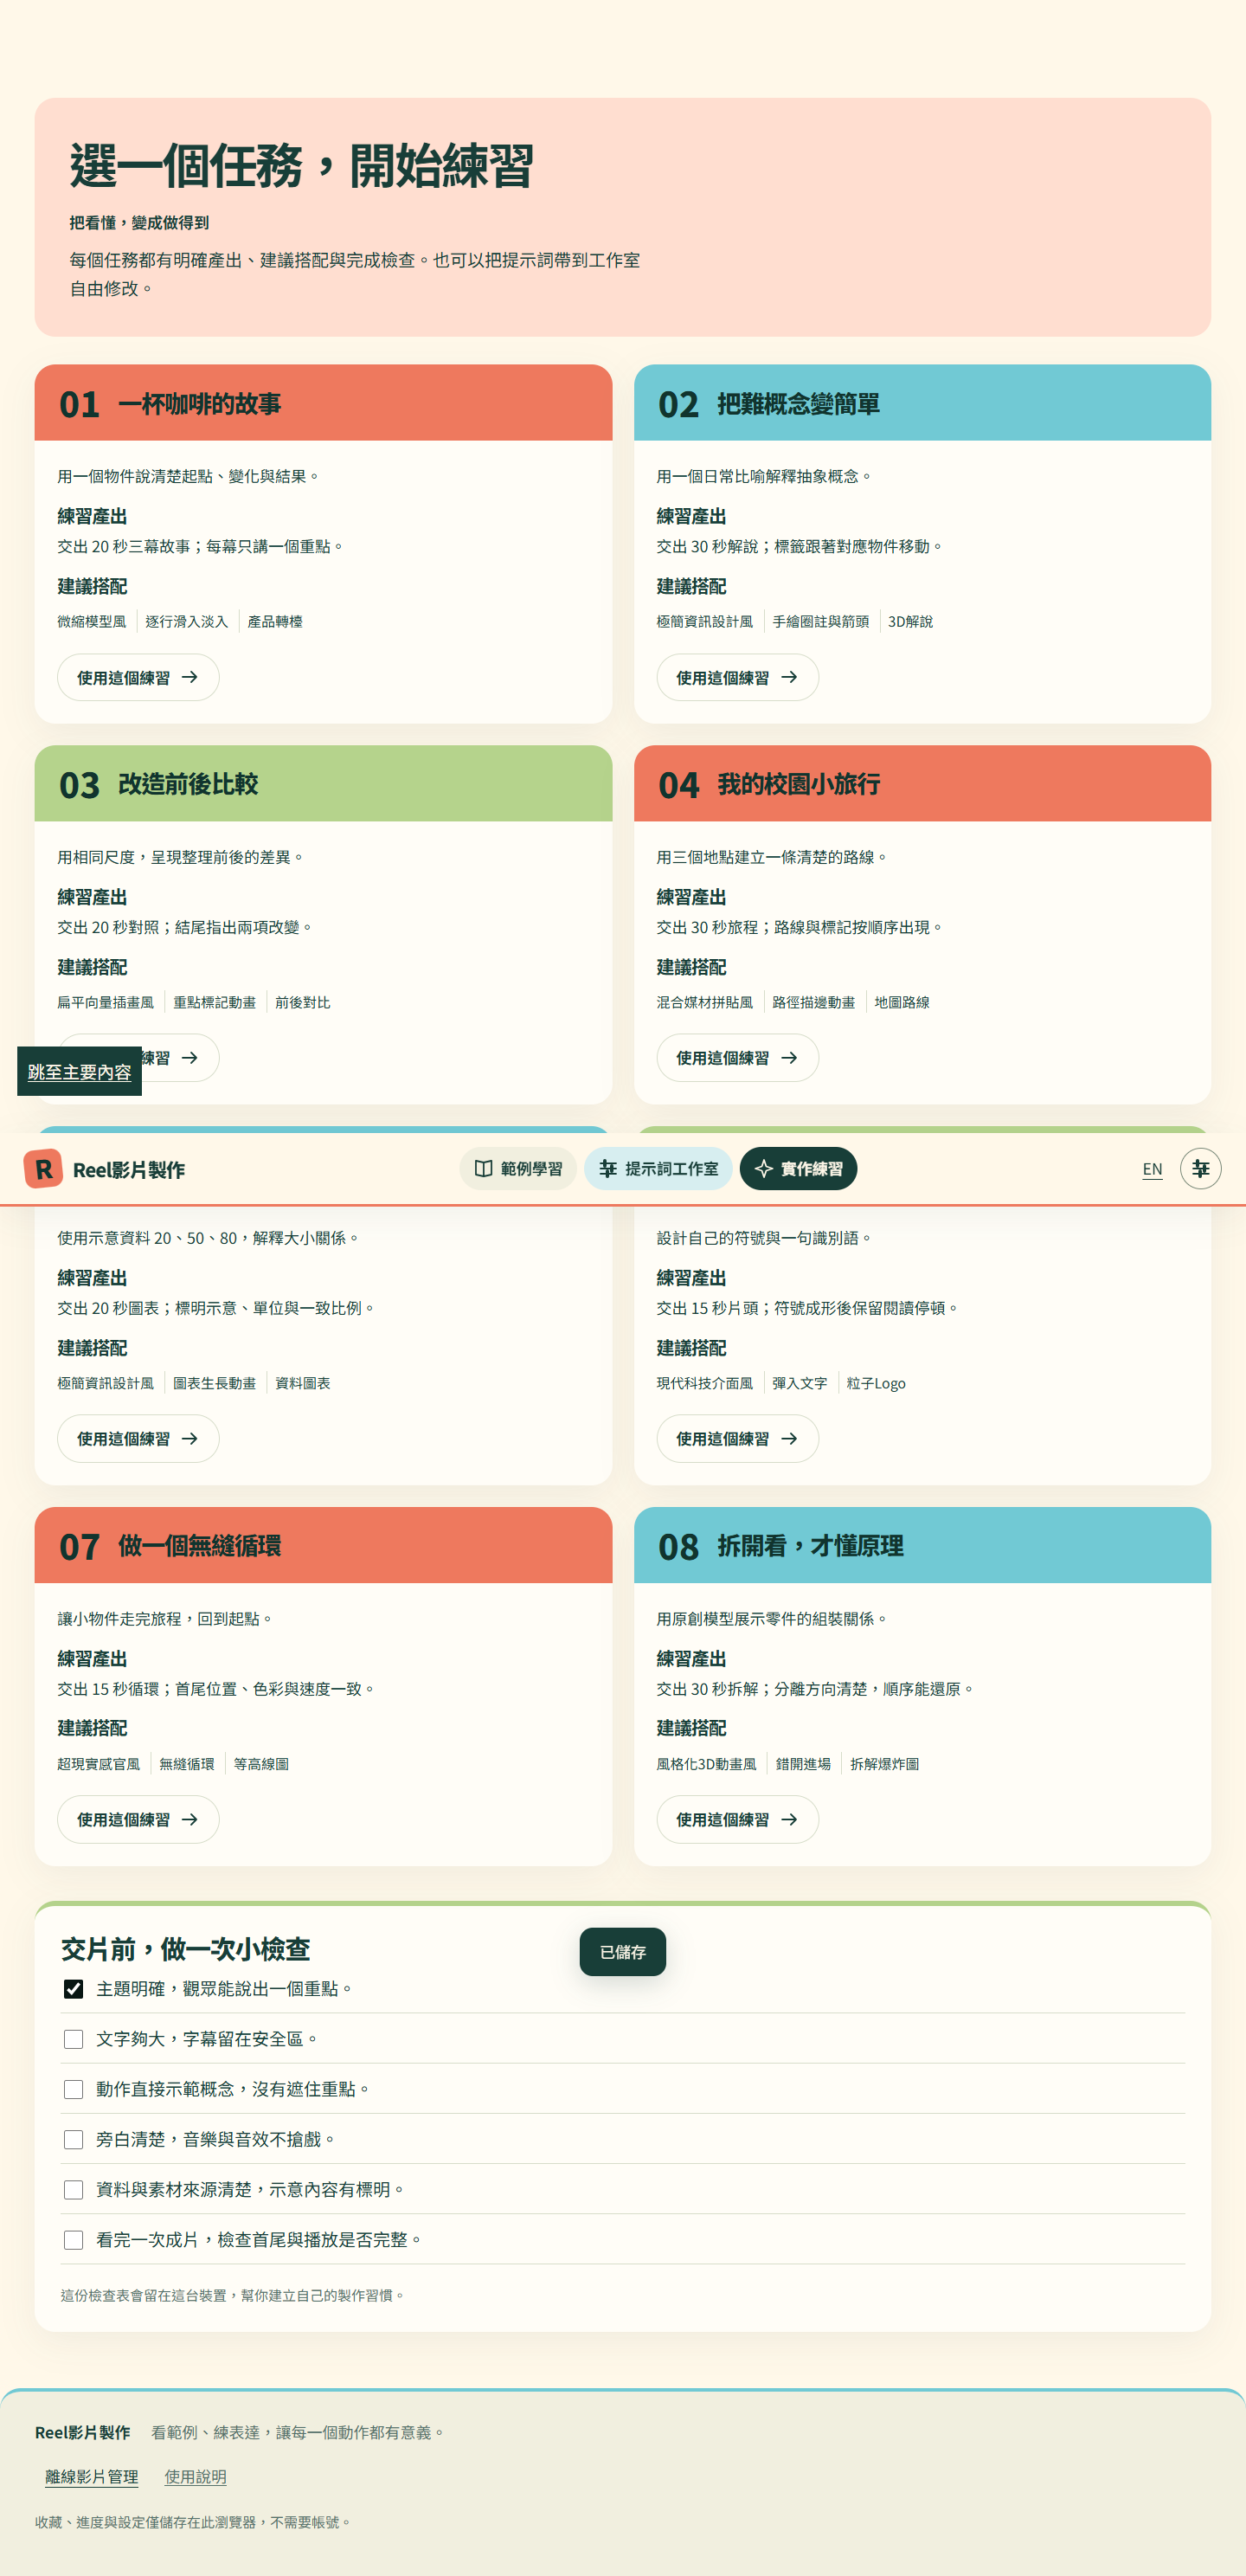 選一個任務，開始練習
把看懂，變成做得到
每個任務都有明確產出、建議搭配與完成檢查。也可以把提示詞帶到工作室
自由修改。
01 一杯咖啡的故事
用一個物件說清楚起點、變化與結果。
練習產出
交出 20 秒三幕故事；每幕只講一個重點。
建議搭配
微縮模型風 逐行滑入淡入 產品轉檯
使用這個練習
02 把難概念變簡單
用一個日常比喻解釋抽象概念。
練習產出
交出 30 秒解說；標籤跟著對應物件移動。
建議搭配
極簡資訊設計風 手繪圈註與箭頭 3D解說
使用這個練習
03 改造前後比較
用相同尺度，呈現整理前後的差異。
練習產出
交出 20 秒對照；結尾指出兩項改變。
建議搭配
扁平向量插畫風 重點標記動畫 前後對比
練習
跳至主要內容
04 我的校園小旅行
用三個地點建立一條清楚的路線。
練習產出
交出 30 秒旅程；路線與標記按順序出現。
建議搭配
混合媒材拼貼風 路徑描邊動畫 地圖路線
使用這個練習
R Reel影片製作 範例學習 提示詞工作室 實作練習 EN
使用示意資料 20、50、80，解釋大小關係。
練習產出
交出 20 秒圖表；標明示意、單位與一致比例。
建議搭配
極簡資訊設計風 圖表生長動畫 資料圖表
使用這個練習
設計自己的符號與一句識別語。
練習產出
交出 15 秒片頭；符號成形後保留閱讀停頓。
建議搭配
現代科技介面風 彈入文字 粒子Logo
使用這個練習
07 做一個無縫循環
讓小物件走完旅程，回到起點。
練習產出
交出 15 秒循環；首尾位置、色彩與速度一致。
建議搭配
超現實感官風 無縫循環 等高線圖
使用這個練習
08 拆開看，才懂原理
用原創模型展示零件的組裝關係。
練習產出
交出 30 秒拆解；分離方向清楚，順序能還原。
建議搭配
風格化3D動畫風 錯開進場 拆解爆炸圖
使用這個練習
交片前，做一次小檢查
已儲存
主題明確，觀眾能說出一個重點。
文字夠大，字幕留在安全區。
動作直接示範概念，沒有遮住重點。
旁白清楚，音樂與音效不搶戲。
資料與素材來源清楚，示意內容有標明。
看完一次成片，檢查首尾與播放是否完整。
這份檢查表會留在這台裝置，幫你建立自己的製作習慣。
Reel影片製作 看範例、練表達，讓每一個動作都有意義。
離線影片管理 使用說明
收藏、進度與設定僅儲存在此瀏覽器，不需要帳號。